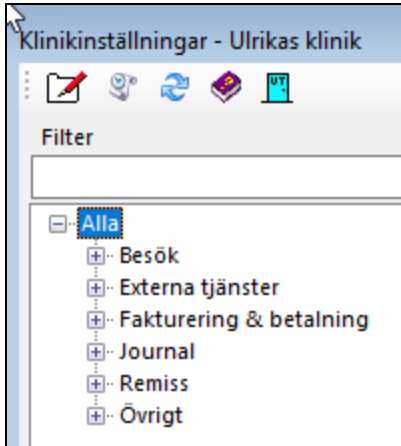 Klinikinställningar - Ulrikas klinik
UT
Filter
Alla
Besök
Externa tjänster
Fakturering & betalning
Journal
Remiss
Övrigt